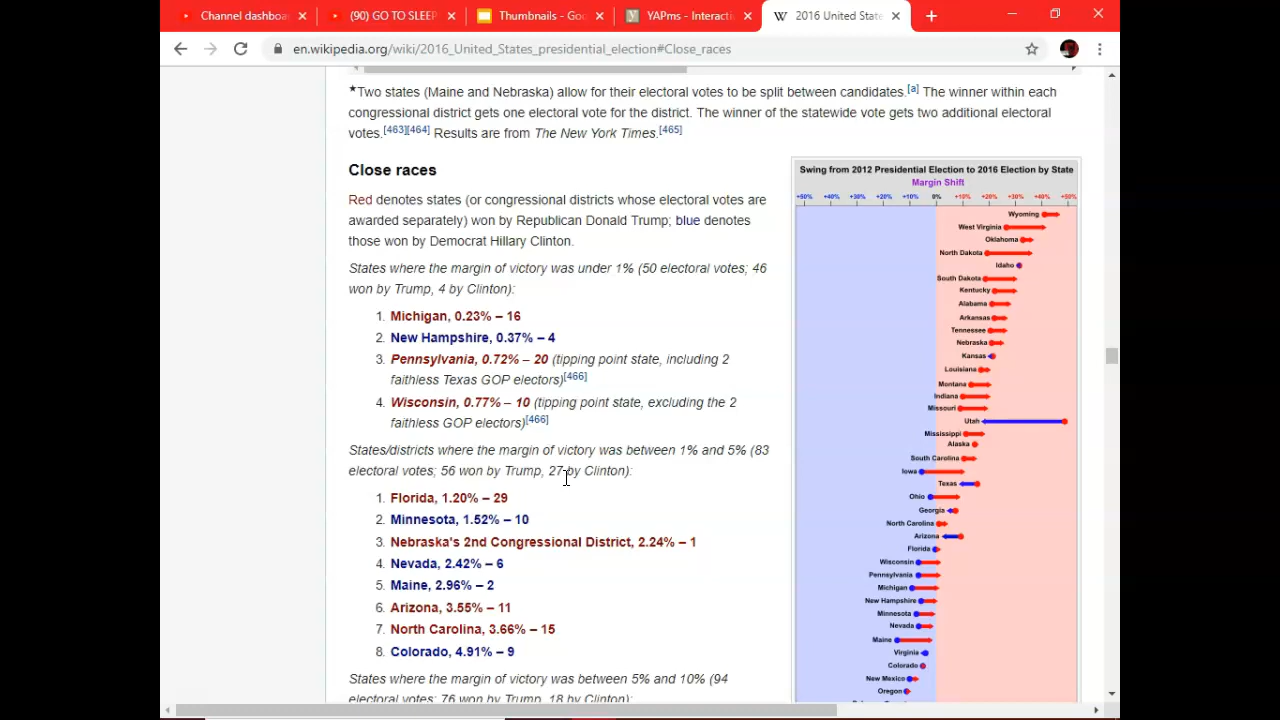 Channel dashboa
(90) GO TO SLEEP
Thumbnails - Goo
YAPms - Interacti
2016 United State
en.wikipedia.org/wiki/2016_United_States_presidential_election#Close_races
★Two states (Maine and Nebraska) allow for their electoral votes to be split between candidates.[a] The winner within each
congressional district gets one electoral vote for the district. The winner of the statewide vote gets two additional electoral
votes.[463][464] Results are from The New York Times.[465]
Close races
Red denotes states (or congressional districts whose electoral votes are
awarded separately) won by Republican Donald Trump; blue denotes
those won by Democrat Hillary Clinton.
States where the margin of victory was under 1% (50 electoral votes; 46
won by Trump, 4 by Clinton):
1. Michigan, 0.23% – 16
2. New Hampshire, 0.37% – 4
3. Pennsylvania, 0.72% – 20 (tipping point state, including 2
faithless Texas GOP electors)[466]
4. Wisconsin, 0.77% – 10 (tipping point state, excluding the 2
faithless GOP electors)[466]
States/districts where the margin of victory was between 1% and 5% (83
electoral votes; 56 won by Trump, 27 by Clinton):
1. Florida, 1.20% – 29
2. Minnesota, 1.52% – 10
3. Nebraska's 2nd Congressional District, 2.24% – 1
4. Nevada, 2.42% – 6
5. Maine, 2.96% – 2
6. Arizona, 3.55% – 11
7. North Carolina, 3.66% – 15
8. Colorado, 4.91% – 9
States where the margin of victory was between 5% and 10% (94
electoral votes; 76 won by Trump, 18 by Clinton):
Swing from 2012 Presidential Election to 2016 Election by State
Margin Shift
+50% +40% +30% +20% +10% 0% +10% +20% +30% +40% +50%
Wyoming
West Virginia
Oklahoma
North Dakota
Idaho
South Dakota
Kentucky
Alabama
Arkansas
Tennessee
Nebraska
Kansas
Louisiana
Montana
Indiana
Missouri
Utah
Mississippi
Alaska
South Carolina
Iowa
Texas
Ohio
Georgia
North Carolina
Arizona
Florida
Wisconsin
Pennsylvania
Michigan
New Hampshire
Minnesota
Nevada
Maine
Virginia
Colorado
New Mexico
Oregon